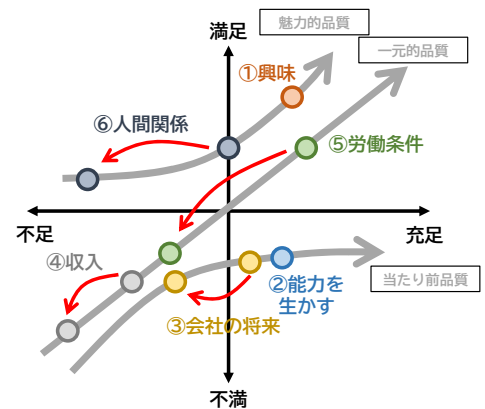 満足
魅力的品質
一元的品質
①興味
⑥人間関係
⑤労働条件
不足
充足
④収入
②能力を
生かす
当たり前品質
③会社の将来
不満